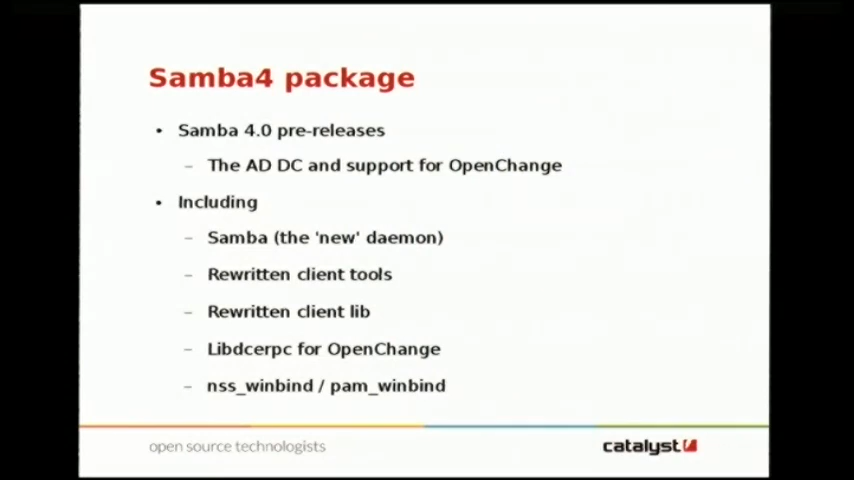 Samba4 package
• Samba 4.0 pre-releases
– The AD DC and support for OpenChange
• Including
– Samba (the 'new' daemon)
– Rewritten client tools
– Rewritten client lib
– Libdcerpc for OpenChange
– nss_winbind / pam_winbind
open source technologists
catalyst